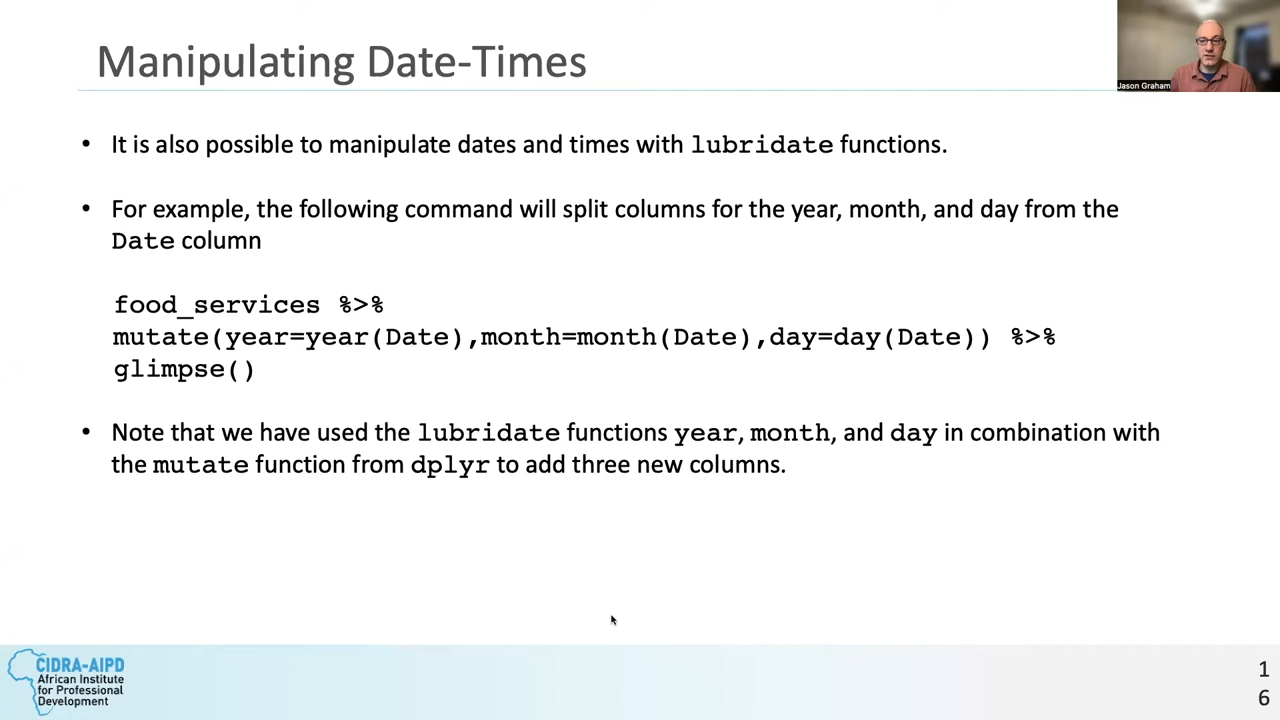 Manipulating Date-Times
Jason Graham
• It is also possible to manipulate dates and times with lubridate functions.
• For example, the following command will split columns for the year, month, and day from the
Date column
food_services %>%
mutate(year=year(Date),month=month(Date),day=day(Date)) %>%
glimpse()
• Note that we have used the lubridate functions year, month, and day in combination with
the mutate function from dplyr to add three new columns.
CIDRA-AIPD
African Institute
for Professional
Development
1
6